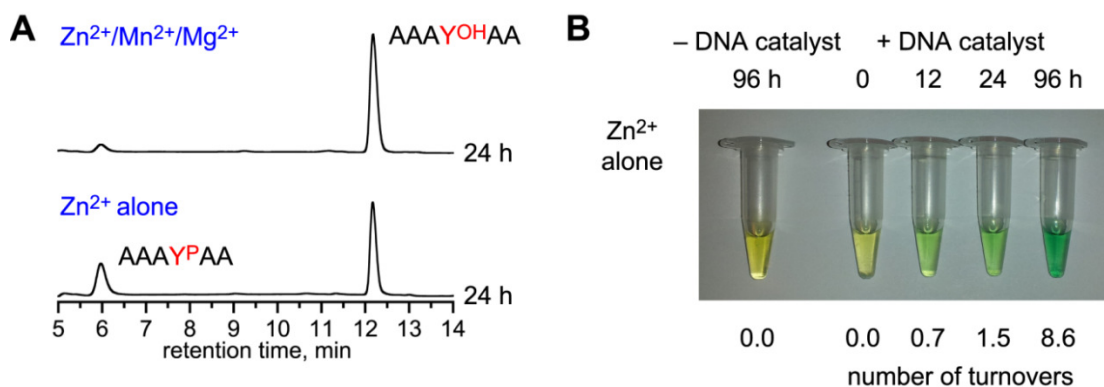 A
Zn²⁺/Mn²⁺/Mg²⁺
AAAYᴼᴴAA
24 h
Zn²⁺ alone
AAAYᴾAA
24 h
5 6 7 8 9 10 11 12 13 14
retention time, min
B
– DNA catalyst + DNA catalyst
96 h 0 12 24 96 h
Zn²⁺
alone
0.0 0.0 0.7 1.5 8.6
number of turnovers